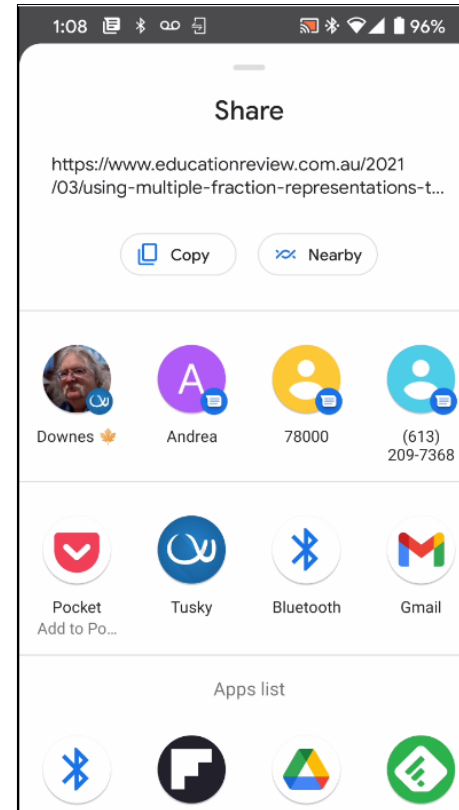 1:08 96%
Share
https://www.educationreview.com.au/2021
/03/using-multiple-fraction-representations-t...
Copy Nearby
Downes 🍁 Andrea 78000 (613)
209-7368
A
Pocket Tusky Bluetooth Gmail
Add to Po...
Apps list